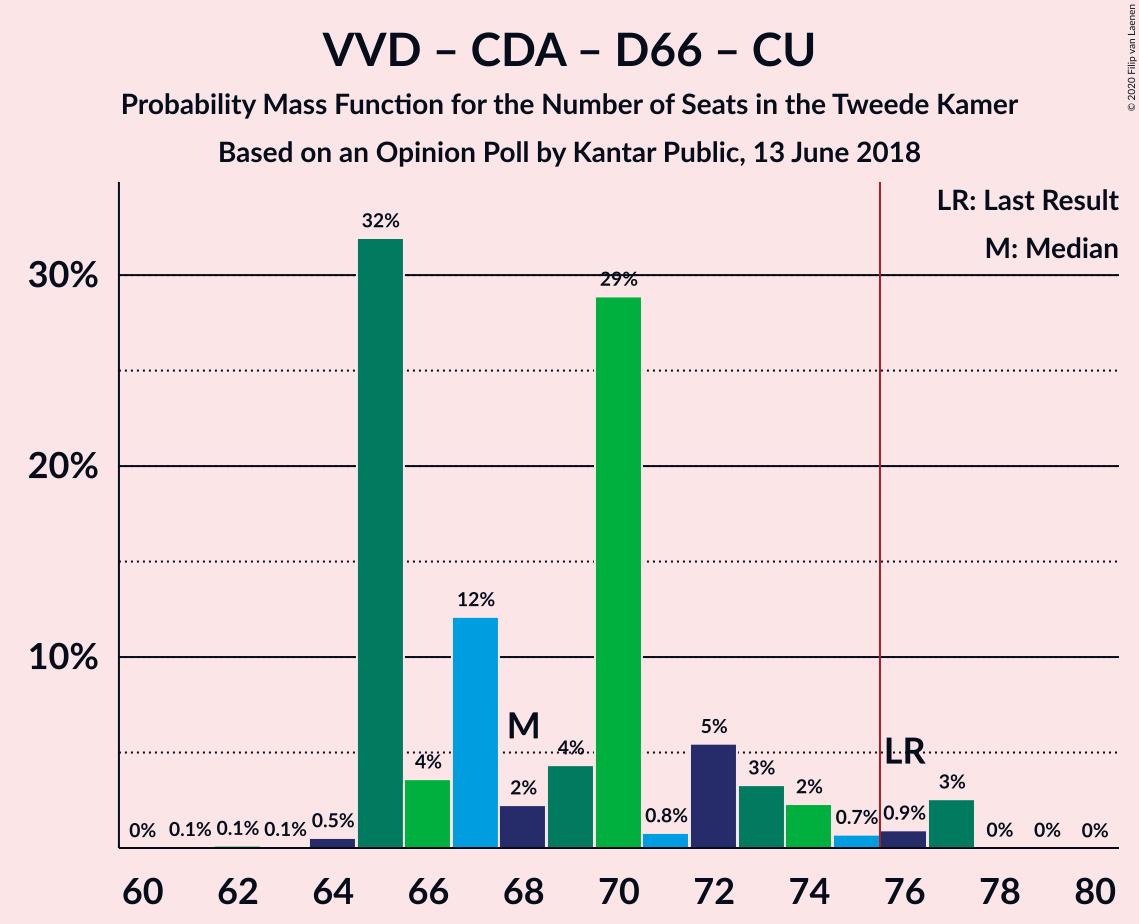 VVD – CDA – D66 – CU
Probability Mass Function for the Number of Seats in the Tweede Kamer
Based on an Opinion Poll by Kantar Public, 13 June 2018
© 2020 Filip van Laenen
LR: Last Result
M: Median
30%
20%
10%
0%
0.1%
0.1%
0.1%
0.5%
32%
4%
12%
2%
M
4%
29%
0.8%
5%
3%
2%
0.7%
0.9%
LR
3%
0%
0%
0%
60 62 64 66 68 70 72 74 76 78 80